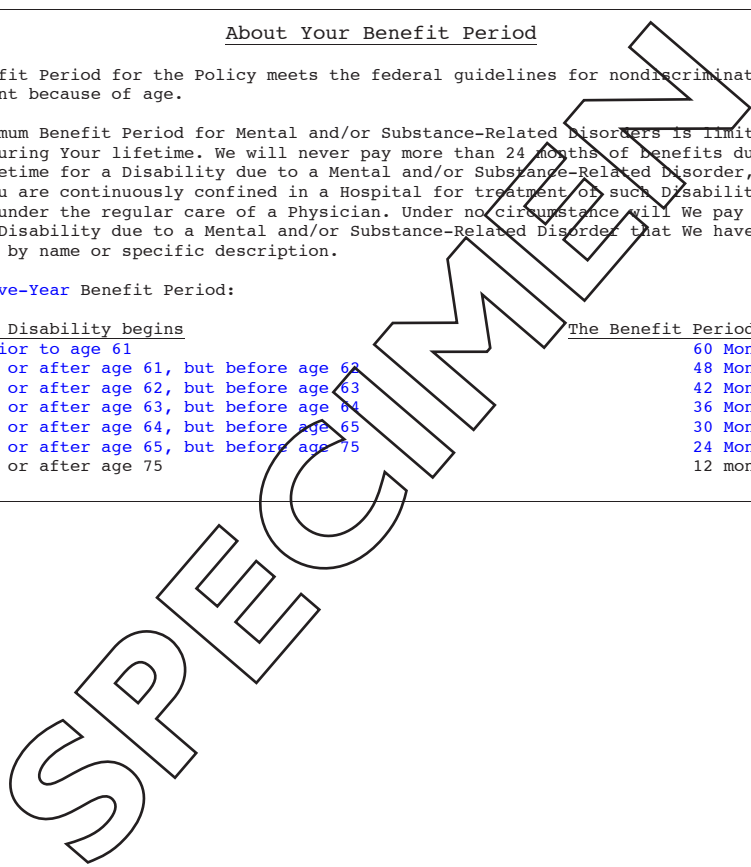 About Your Benefit Period
fit Period for the Policy meets the federal guidelines for nondiscriminat
nt because of age.
mum Benefit Period for Mental and/or Substance-Related Disorders is limit
uring Your lifetime. We will never pay more than 24 months of benefits du
etime for a Disability due to a Mental and/or Substance-Related Disorder,
u are continuously confined in a Hospital for treatment of such Disabilit
under the regular care of a Physician. Under no circumstance will We pay
Disability due to a Mental and/or Substance-Related Disorder that We have
by name or specific description.
ve-Year Benefit Period:
Disability begins The Benefit Period
ior to age 61 60 Mon
or after age 61, but before age 62 48 Mon
or after age 62, but before age 63 42 Mon
or after age 63, but before age 64 36 Mon
or after age 64, but before age 65 30 Mon
or after age 65, but before age 75 24 Mon
or after age 75 12 mon
SPECIMEN